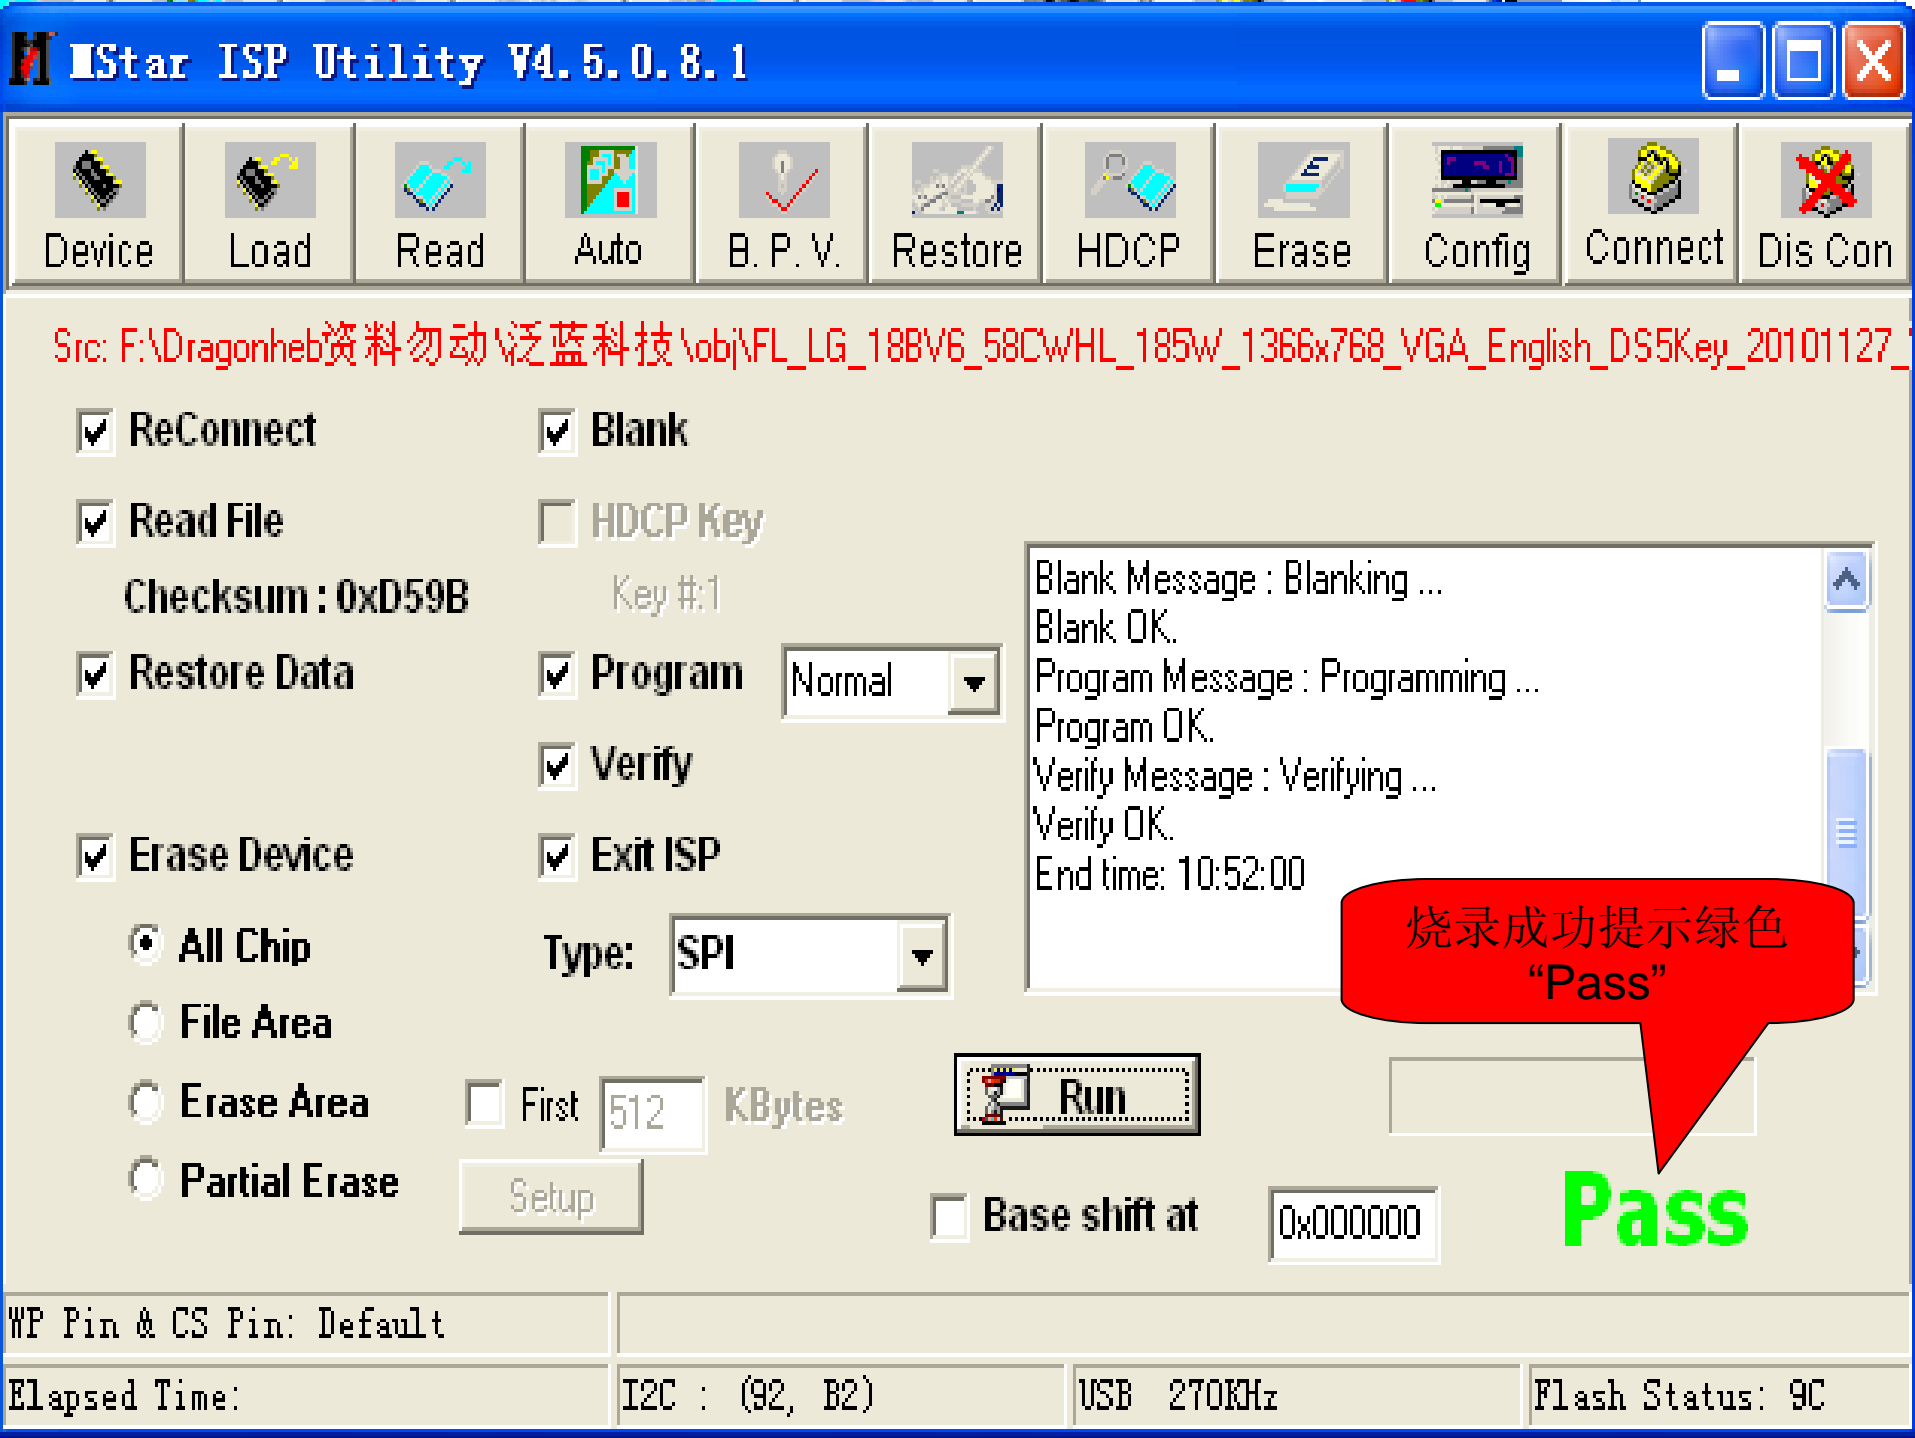 MStar ISP Utility V4.5.0.8.1
Device Load Read Auto B.P.V. Restore HDCP Erase Config Connect Dis Con
Src: F:\Dragonheb资料勿动\泛蓝科技\obj\FL_LG_18BV6_58CWHL_185W_1366x768_VGA_English_DS5Key_20101127_
ReConnect Blank
Read File HDCP Key
Checksum : 0xD59B Key #:1
Restore Data Program Normal
Verify
Erase Device Exit ISP
All Chip Type: SPI
File Area
Erase Area First 512 KBytes
Partial Erase Setup
Blank Message : Blanking ...
Blank OK.
Program Message : Programming ...
Program OK.
Verify Message : Verifying ...
Verify OK.
End time: 10:52:00
烧录成功提示绿色
“Pass”
Run
Base shift at 0x000000
Pass
WP Pin & CS Pin: Default
Elapsed Time: I2C : (92, B2) USB 270KHz Flash Status: 9C